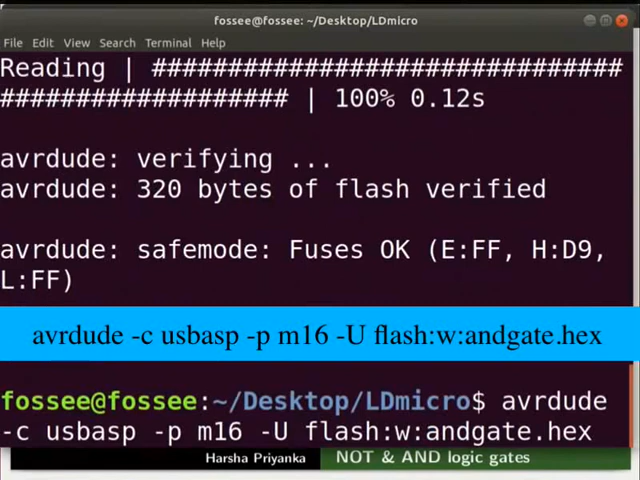 fossee@fossee: ~/Desktop/LDmicro
File Edit View Search Terminal Help
Reading | ###############################
################### | 100% 0.12s
avrdude: verifying ...
avrdude: 320 bytes of flash verified
avrdude: safemode: Fuses OK (E:FF, H:D9,
L:FF)
avrdude -c usbasp -p m16 -U flash:w:andgate.hex
fossee@fossee:~/Desktop/LDmicro$ avrdude
-c usbasp -p m16 -U flash:w:andgate.hex
Harsha Priyanka NOT & AND logic gates